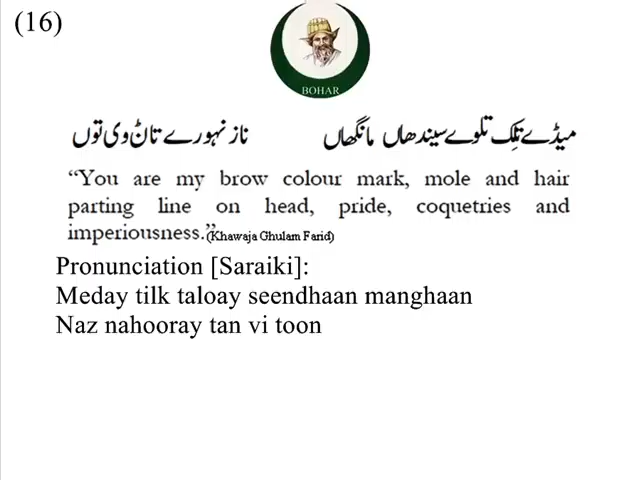 (16)
BOHAR
میڈے تِلک تلوے سیندھاں مانگھاں ناز نہورے تانْ وی توں
“You are my brow colour mark, mole and hair
parting line on head, pride, coquetries and
imperiousness.”(Khawaja Ghulam Farid)
Pronunciation [Saraiki]:
Meday tilk taloay seendhaan manghaan
Naz nahooray tan vi toon